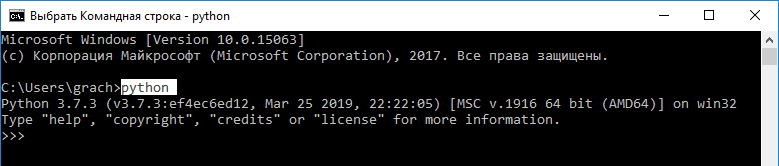 Выбрать Командная строка - python
Microsoft Windows [Version 10.0.15063]
(c) Корпорация Майкрософт (Microsoft Corporation), 2017. Все права защищены.
C:\Users\grach>python
Python 3.7.3 (v3.7.3:ef4ec6ed12, Mar 25 2019, 22:22:05) [MSC v.1916 64 bit (AMD64)] on win32
Type "help", "copyright", "credits" or "license" for more information.
>>>